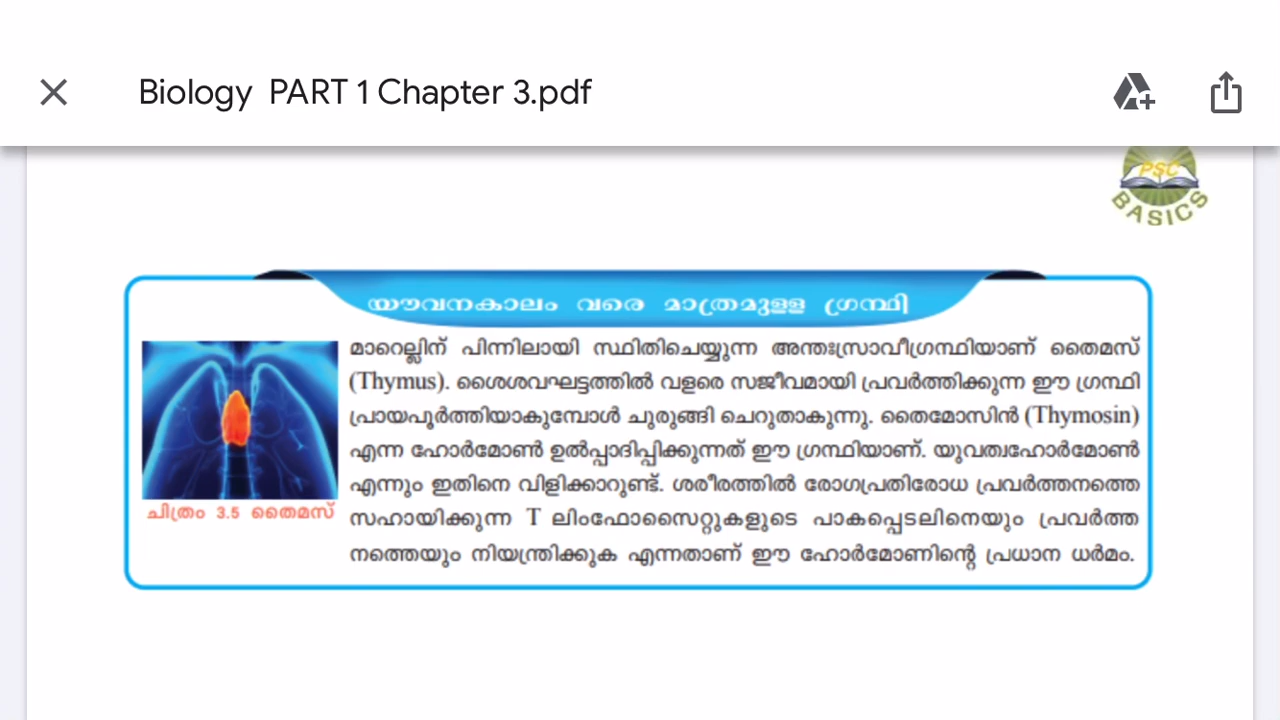 Biology PART 1 Chapter 3.pdf
PSC
BASICS
യൗവനകാലം വരെ മാത്രമുള്ള ഗ്രന്ഥി
മാറെല്ലിന് പിന്നിലായി സ്ഥിതിചെയ്യുന്ന അന്തഃസ്രാവീഗ്രന്ഥിയാണ് തൈമസ്
(Thymus). ശൈശവഘട്ടത്തിൽ വളരെ സജീവമായി പ്രവർത്തിക്കുന്ന ഈ ഗ്രന്ഥി
പ്രായപൂർത്തിയാകുമ്പോൾ ചുരുങ്ങി ചെറുതാകുന്നു. തൈമോസിൻ (Thymosin)
എന്ന ഹോർമോൺ ഉൽപ്പാദിപ്പിക്കുന്നത് ഈ ഗ്രന്ഥിയാണ്. യുവത്വഹോർമോൺ
എന്നും ഇതിനെ വിളിക്കാറുണ്ട്. ശരീരത്തിൽ രോഗപ്രതിരോധ പ്രവർത്തനത്തെ
സഹായിക്കുന്ന T ലിംഫോസൈറ്റുകളുടെ പാകപ്പെടലിനെയും പ്രവർത്ത
നത്തെയും നിയന്ത്രിക്കുക എന്നതാണ് ഈ ഹോർമോണിന്റെ പ്രധാന ധർമം.
ചിത്രം 3.5 തൈമസ്